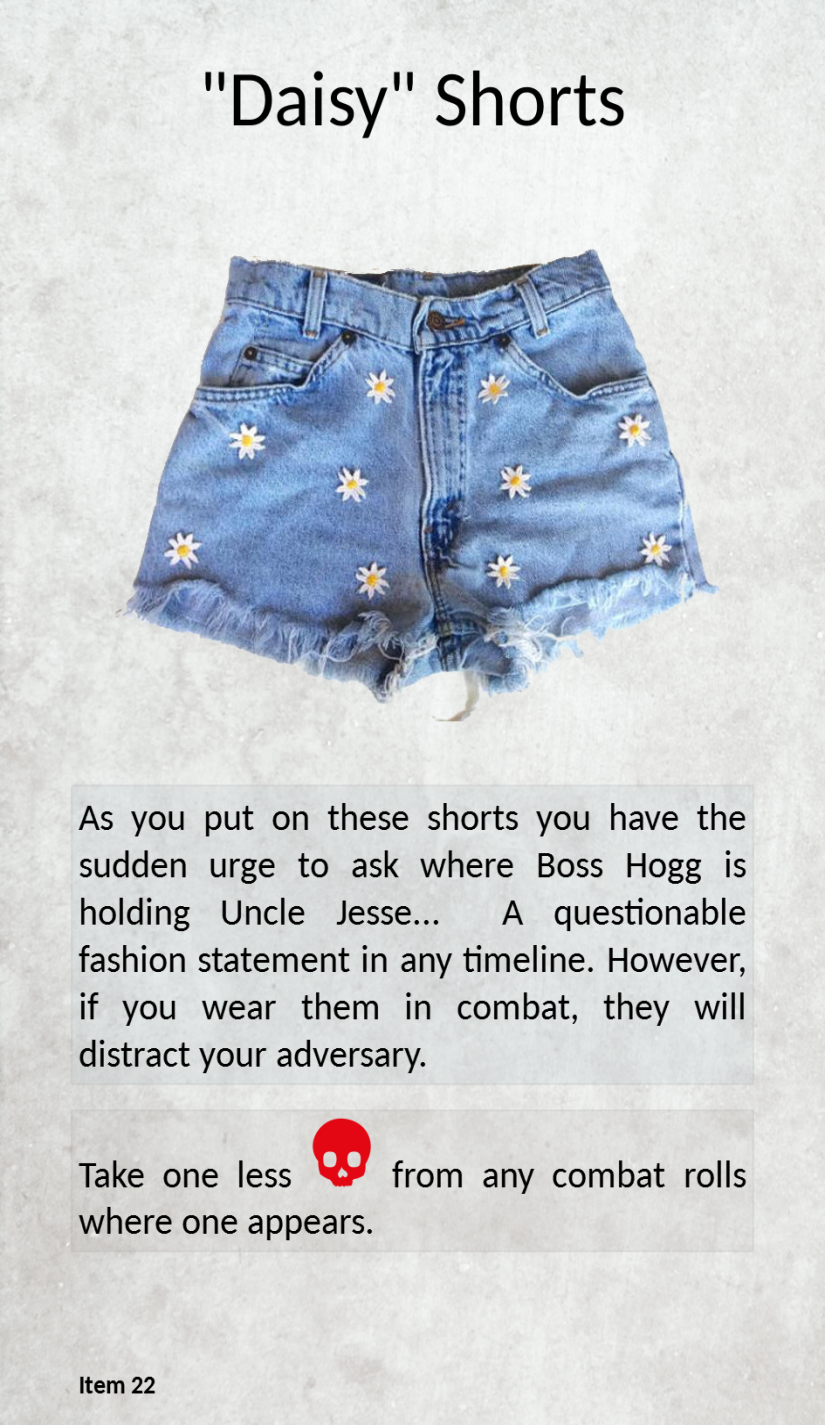 "Daisy" Shorts
As you put on these shorts you have the
sudden urge to ask where Boss Hogg is
holding Uncle Jesse... A questionable
fashion statement in any timeline. However,
if you wear them in combat, they will
distract your adversary.
Take one less from any combat rolls
where one appears.
Item 22